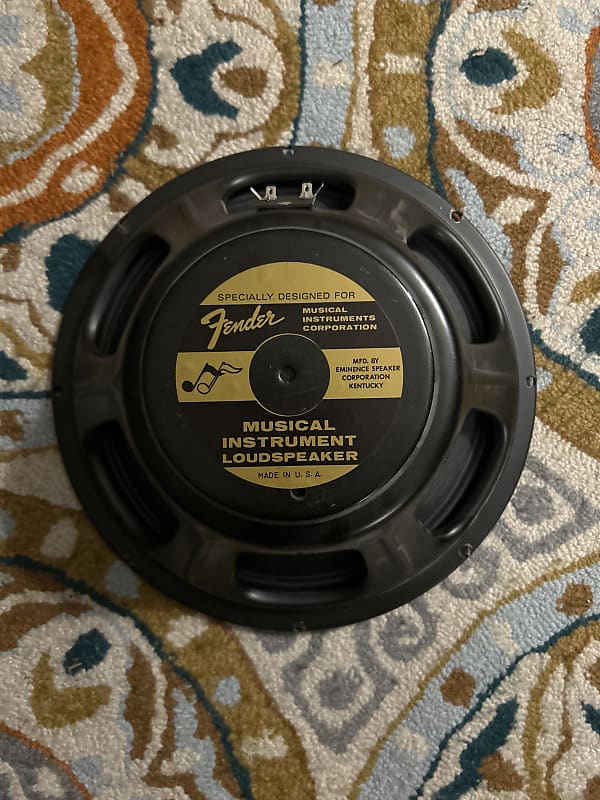 SPECIALLY DESIGNED FOR
Fender
MUSICAL
INSTRUMENTS
CORPORATION
MFD. BY
EMINENCE SPEAKER
CORPORATION
KENTUCKY
MUSICAL
INSTRUMENT
LOUDSPEAKER
MADE IN U. S. A.